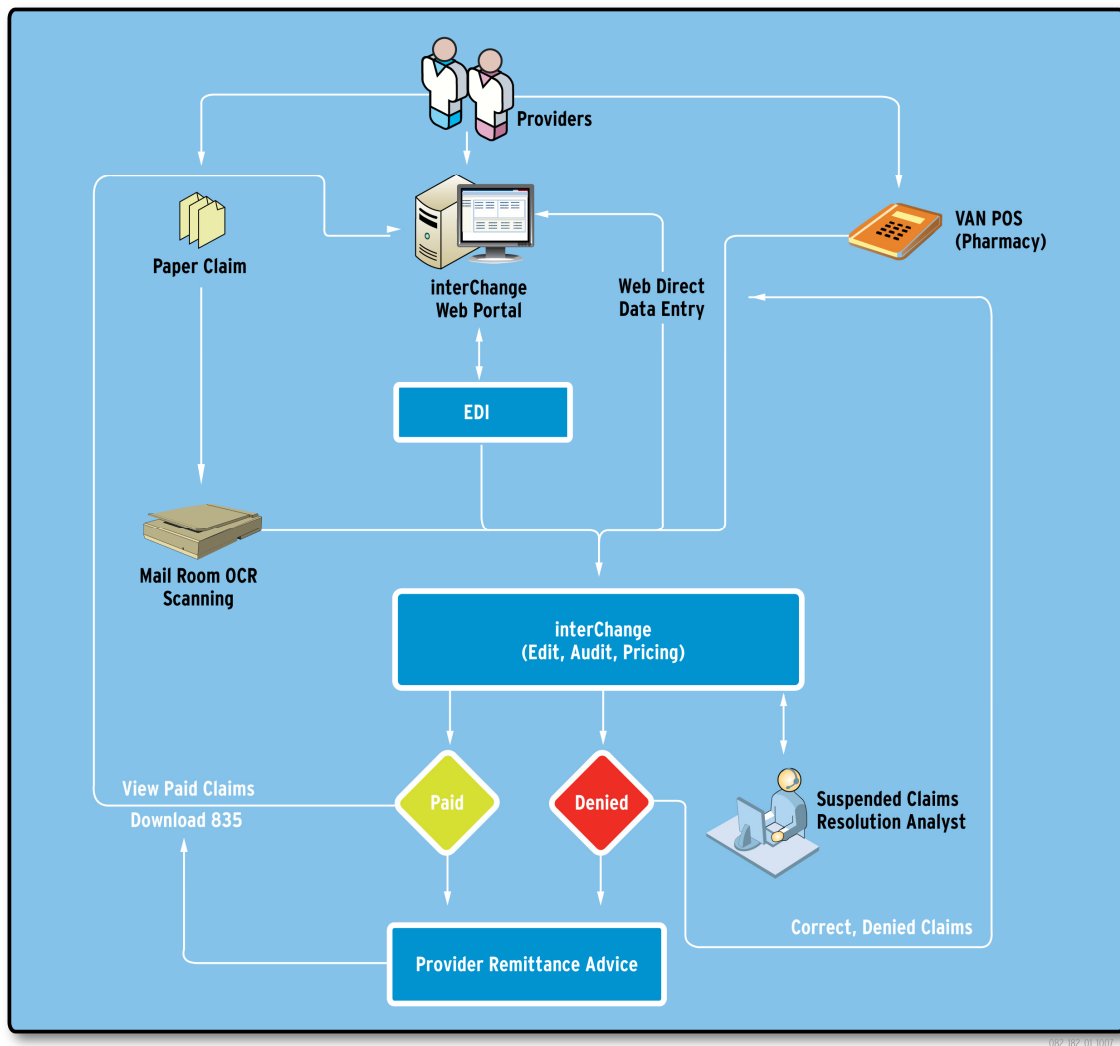 Providers
Paper Claim
interChange
Web Portal
Web Direct
Data Entry
VAN POS
(Pharmacy)
EDI
Mail Room OCR
Scanning
interChange
(Edit, Audit, Pricing)
View Paid Claims
Download 835
Paid
Denied
Suspended Claims
Resolution Analyst
Correct, Denied Claims
Provider Remittance Advice
082_182_01_1007